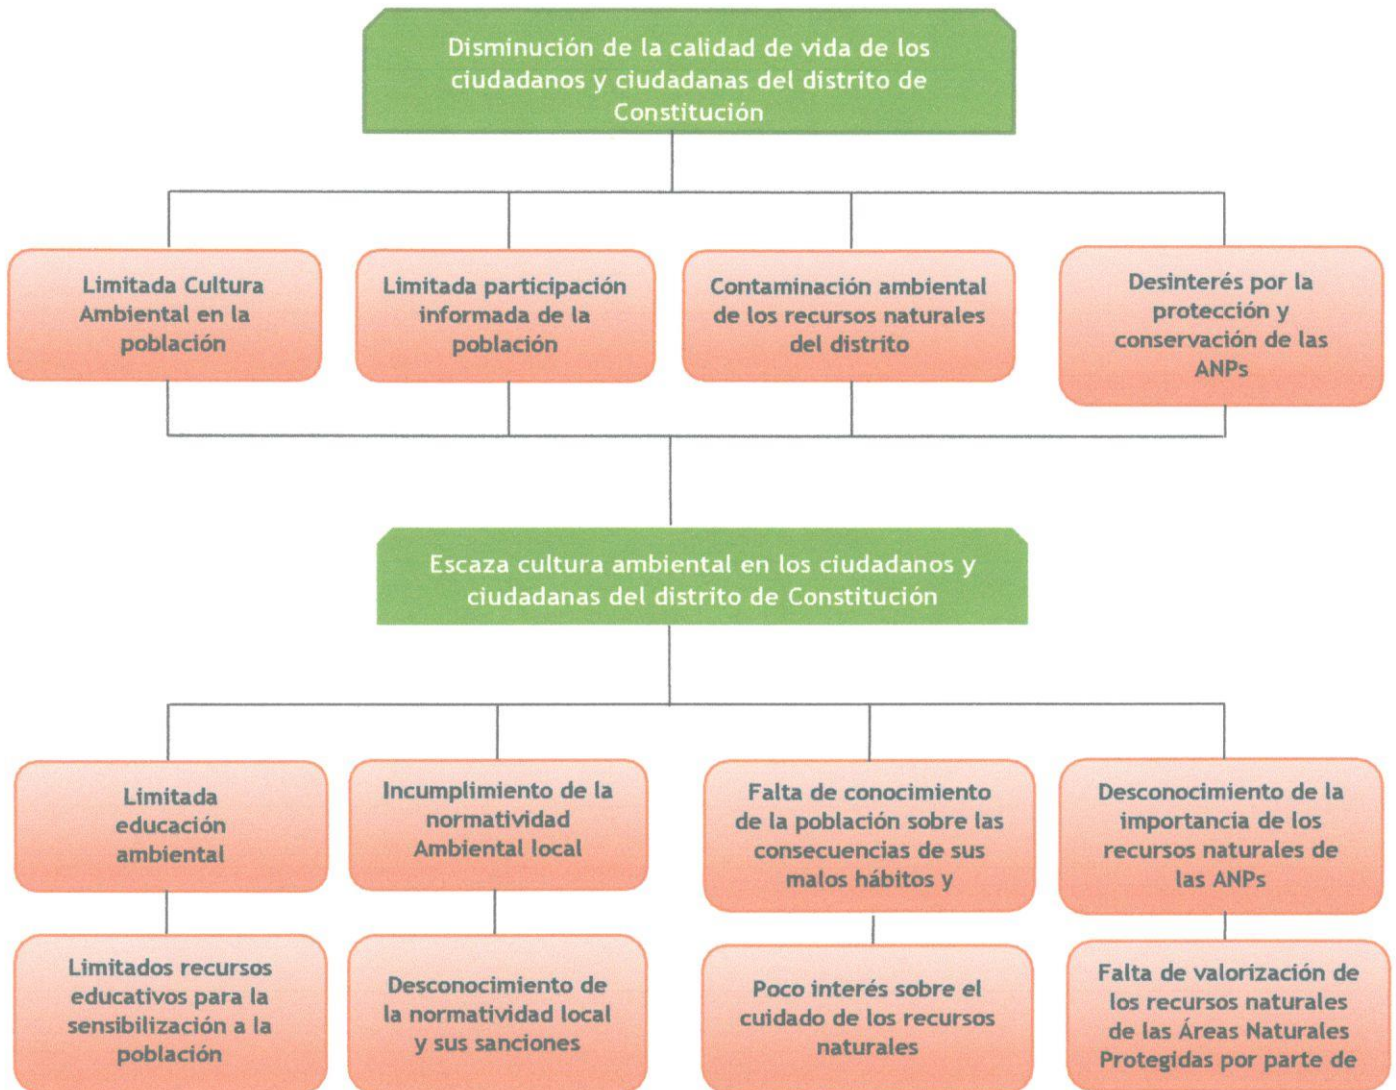 Disminución de la calidad de vida de los
ciudadanos y ciudadanas del distrito de
Constitución
Limitada Cultura
Ambiental en la
población
Limitada participación
informada de la
población
Contaminación ambiental
de los recursos naturales
del distrito
Desinterés por la
protección y
conservación de las
ANPs
Escaza cultura ambiental en los ciudadanos y
ciudadanas del distrito de Constitución
Limitada
educación
ambiental
Incumplimiento de la
normatividad
Ambiental local
Falta de conocimiento
de la población sobre las
consecuencias de sus
malos hábitos y
Desconocimiento de la
importancia de los
recursos naturales de
las ANPs
Limitados recursos
educativos para la
sensibilización a la
población
Desconocimiento de
la normatividad local
y sus sanciones
Poco interés sobre el
cuidado de los recursos
naturales
Falta de valorización de
los recursos naturales
de las Áreas Naturales
Protegidas por parte de